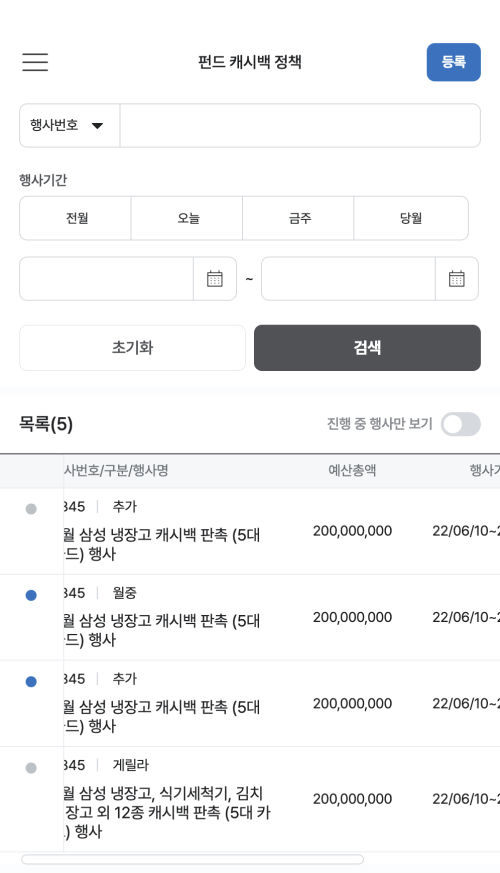 펀드 캐시백 정책
등록
행사번호
행사기간
전월 오늘 금주 당월
~
초기화 검색
목록(5) 진행 중 행사만 보기
사번호/구분/행사명 예산총액 행사기
345 | 추가
월 삼성 냉장고 캐시백 판촉 (5대 200,000,000 22/06/10~2
드) 행사
345 | 월중
월 삼성 냉장고 캐시백 판촉 (5대 200,000,000 22/06/10~2
드) 행사
345 | 추가
월 삼성 냉장고 캐시백 판촉 (5대 200,000,000 22/06/10~2
드) 행사
345 | 게릴라
월 삼성 냉장고, 식기세척기, 김치
장고 외 12종 캐시백 판촉 (5대 카 200,000,000 22/06/10~2
) 행사